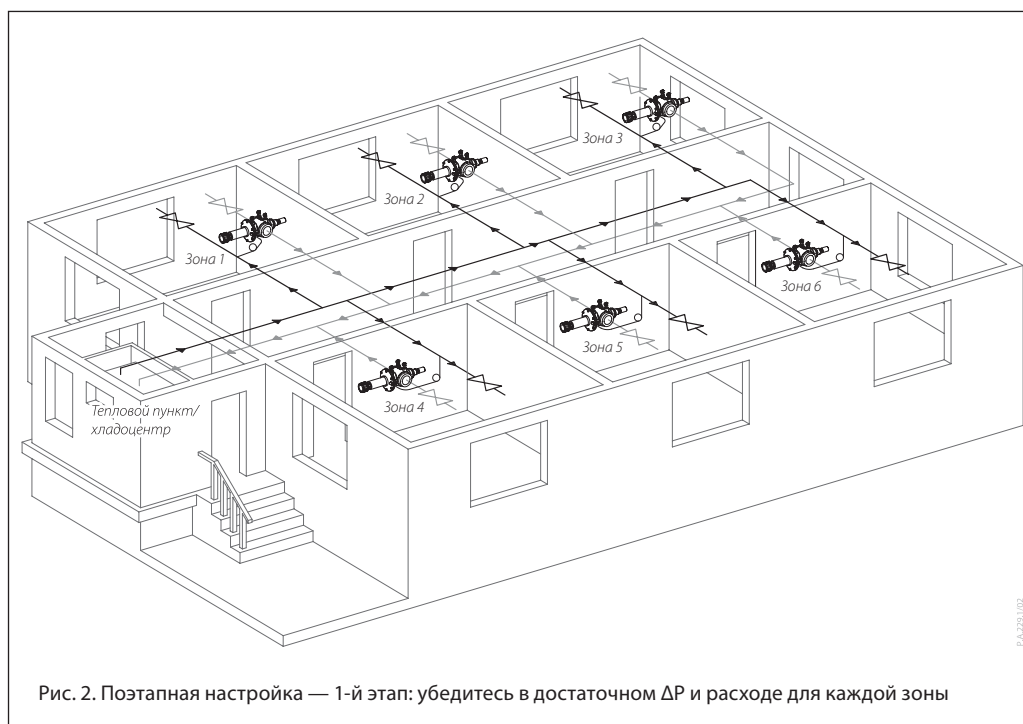 Зона 3
Зона 2
Зона 1
Зона 6
Зона 5
Зона 4
Тепловой пункт/
хладоцентр
P.A.229.1/02
Рис. 2. Поэтапная настройка — 1-й этап: убедитесь в достаточном ΔP и расходе для каждой зоны